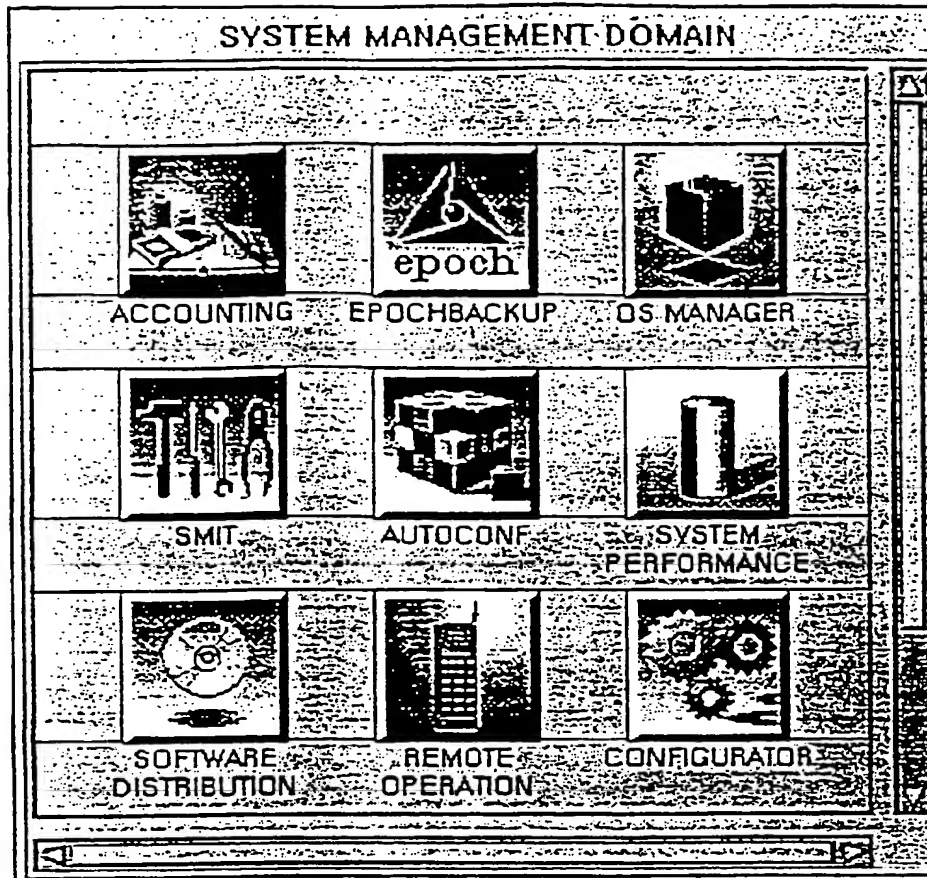 SYSTEM MANAGEMENT DOMAIN
epoch
ACCOUNTING EPOCHBACKUP OS MANAGER
SMIT AUTOCONF SYSTEM
PERFORMANCE
SOFTWARE REMOTE CONFIGURATOR
DISTRIBUTION OPERATION